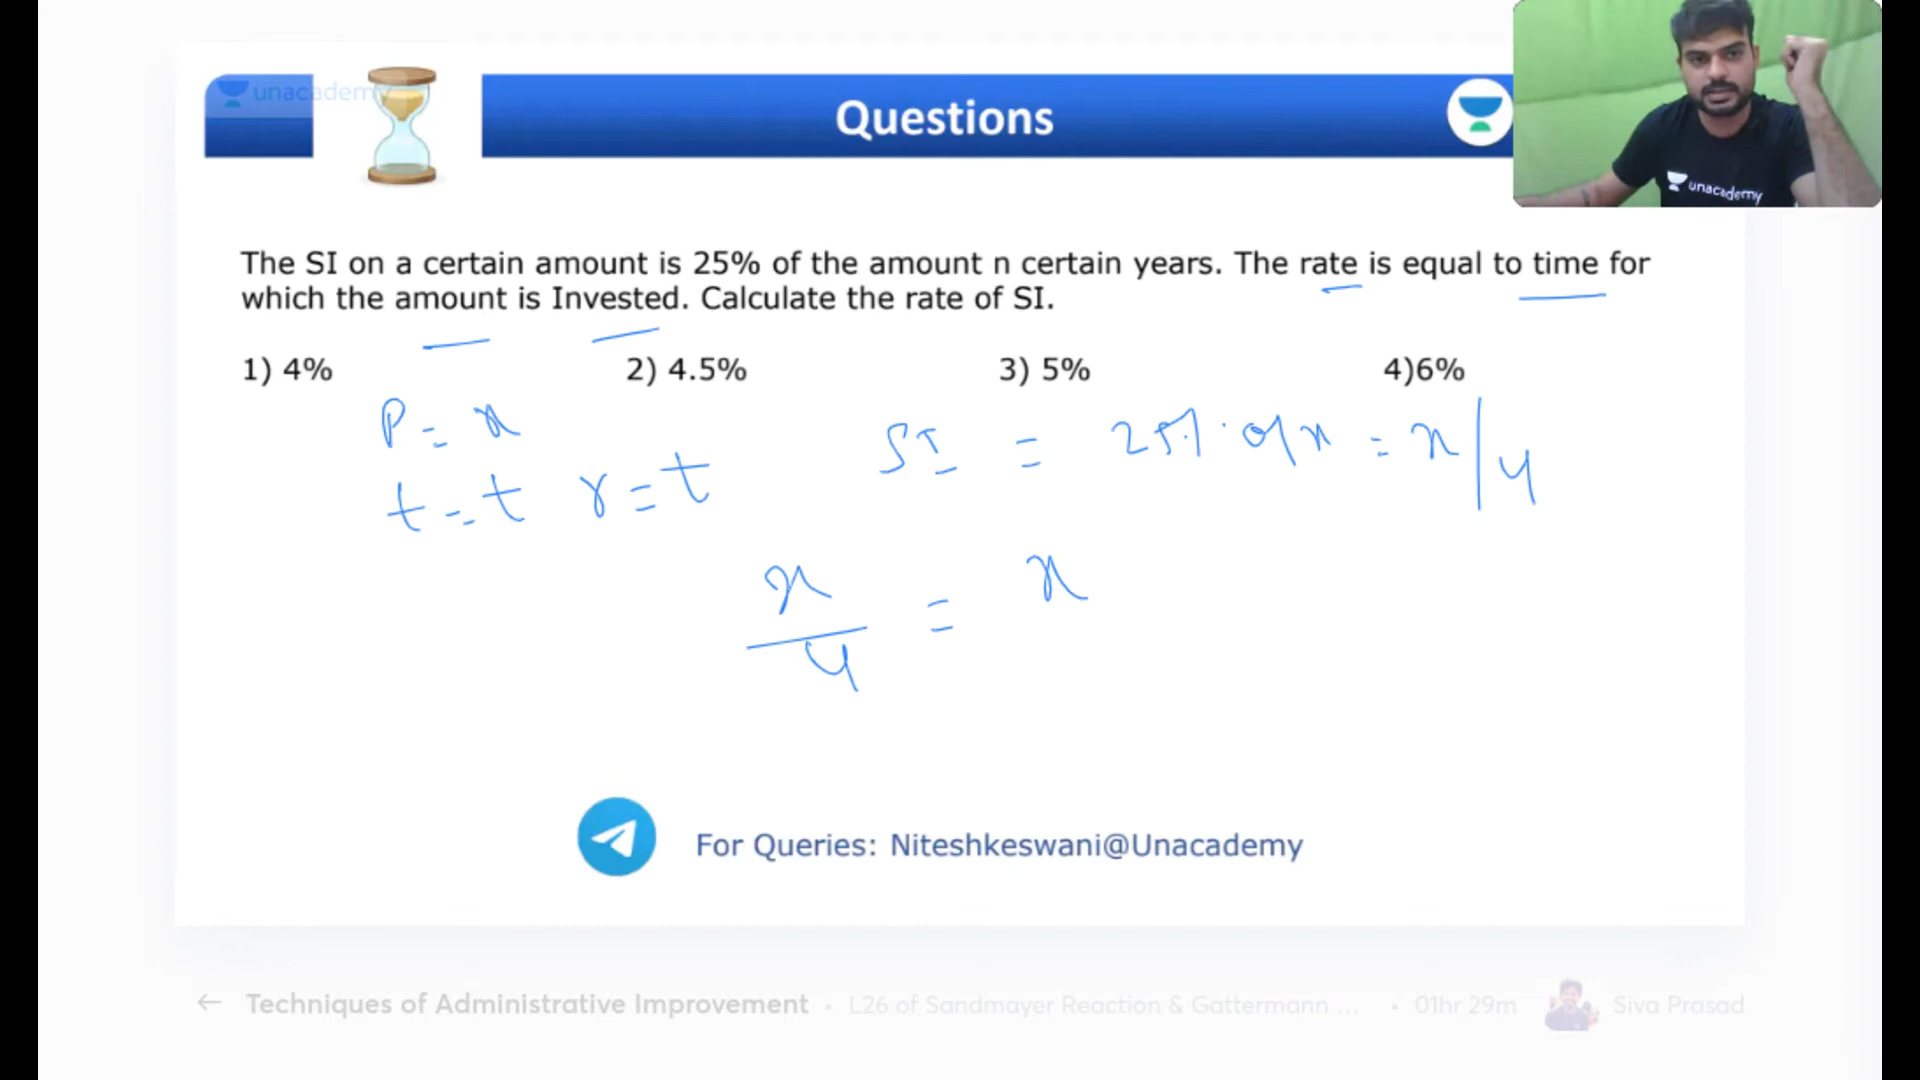 unacademy
Questions
unacademy
The SI on a certain amount is 25% of the amount n certain years. The rate is equal to time for
which the amount is Invested. Calculate the rate of SI.
1) 4% 2) 4.5% 3) 5% 4)6%
P = x
SI = 25% of x = x/4
t = t r = t
x/4 = x
For Queries: Niteshkeswani@Unacademy
← Techniques of Administrative Improvement • L26 of Sandmayer Reaction & Gattermann ... • 01hr 29m Siva Prasad